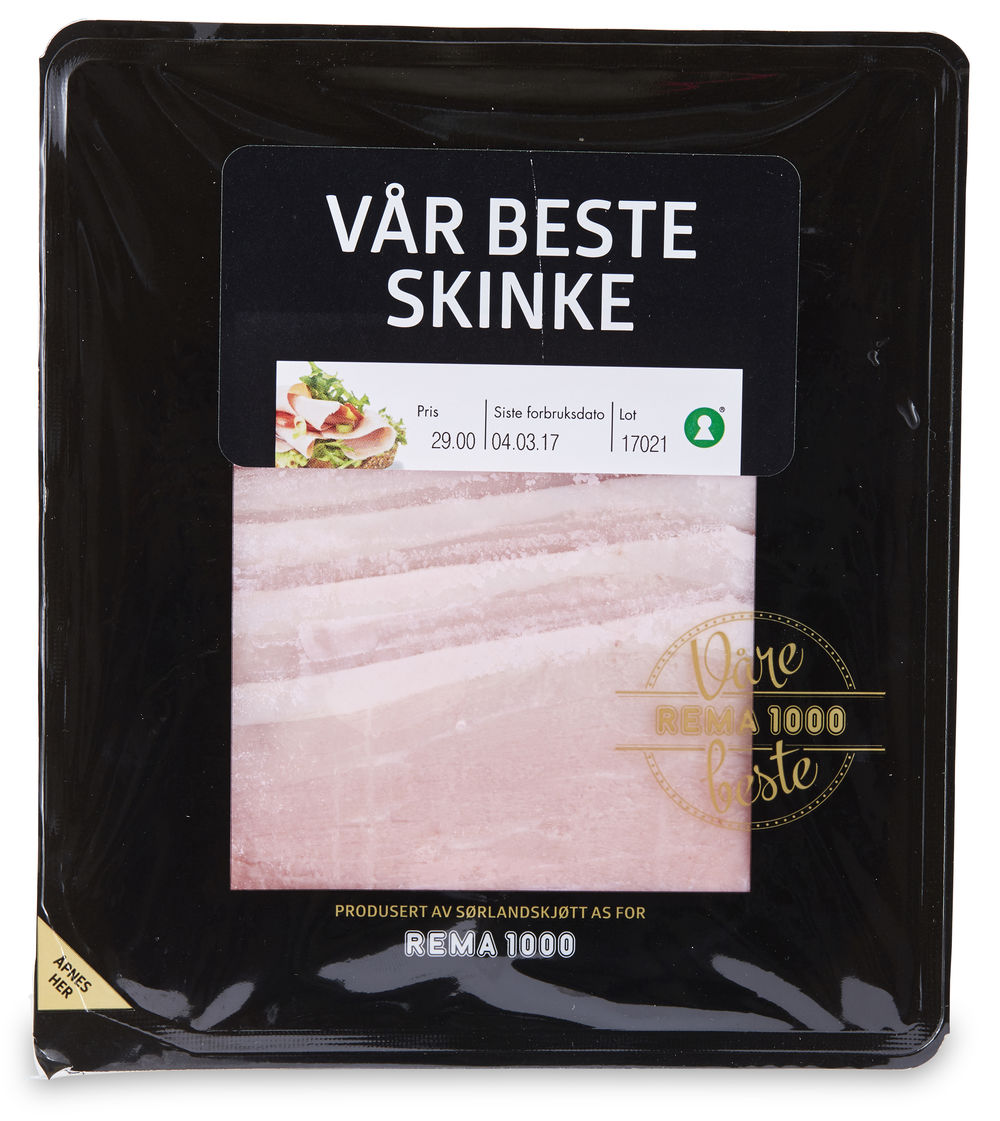 VÅR BESTE
SKINKE
Pris
29.00
Siste forbruksdato
04.03.17
Lot
17021
®
Våre
REMA 1000
beste
PRODUSERT AV SØRLANDSKJØTT AS FOR
REMA 1000
ÅPNES
HER